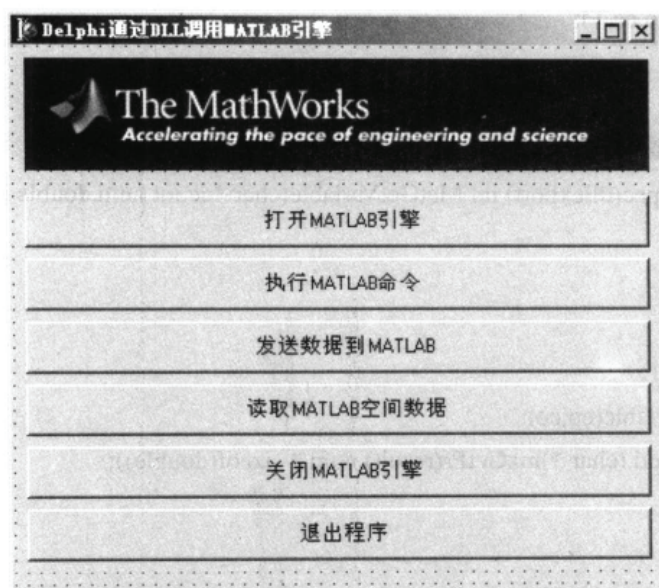 Delphi通过DLL调用MATLAB引擎
The MathWorks
Accelerating the pace of engineering and science
打开MATLAB引擎
执行MATLAB命令
发送数据到MATLAB
读取MATLAB空间数据
关闭MATLAB引擎
退出程序